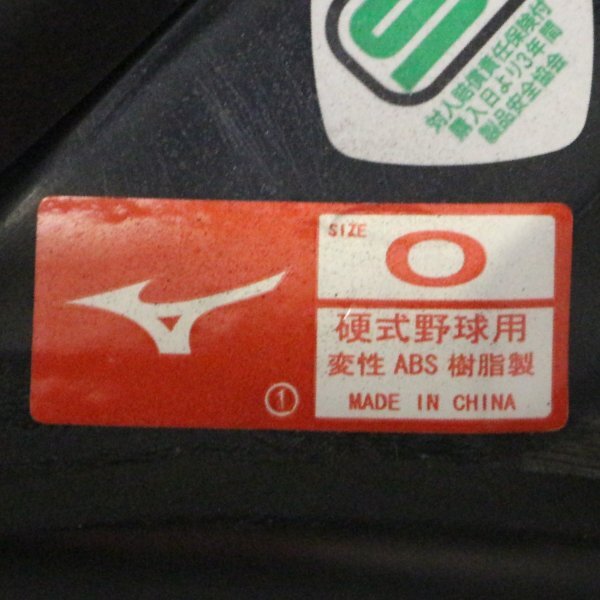 対人賠償責任保険付
購入日より3年間
製品安全協会
SIZE
O
硬式野球用
変性 ABS 樹脂製
①
MADE IN CHINA